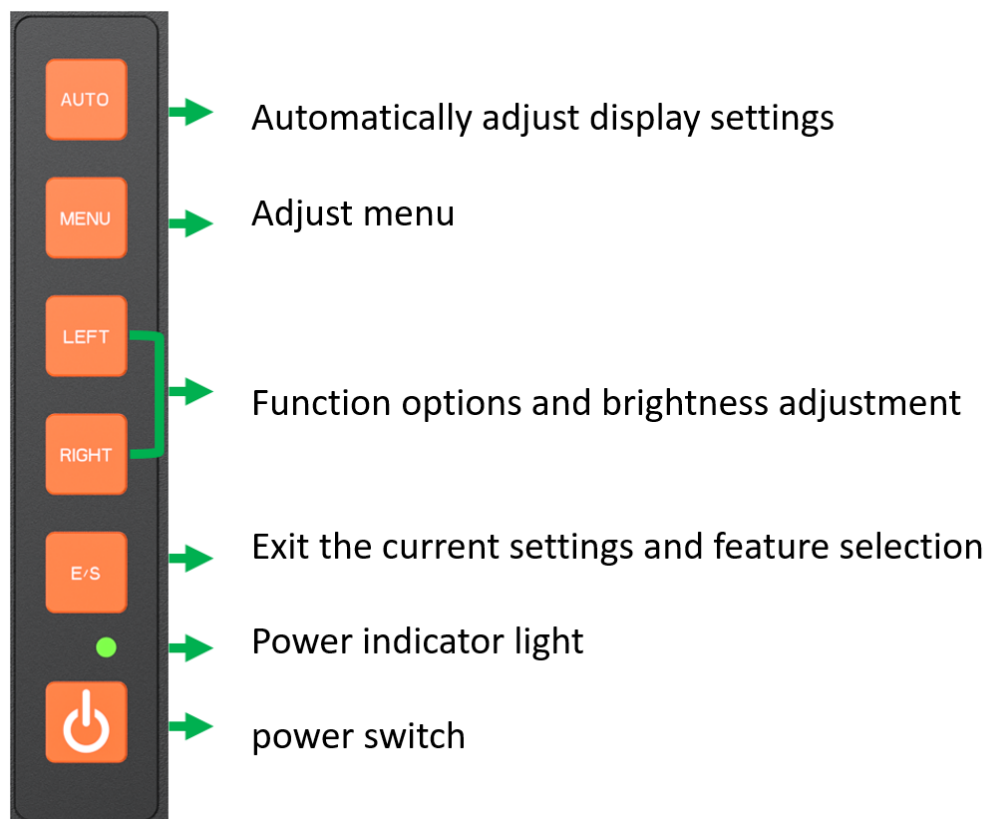 AUTO
Automatically adjust display settings
MENU
Adjust menu
LEFT
Function options and brightness adjustment
RIGHT
E/S
Exit the current settings and feature selection
Power indicator light
power switch